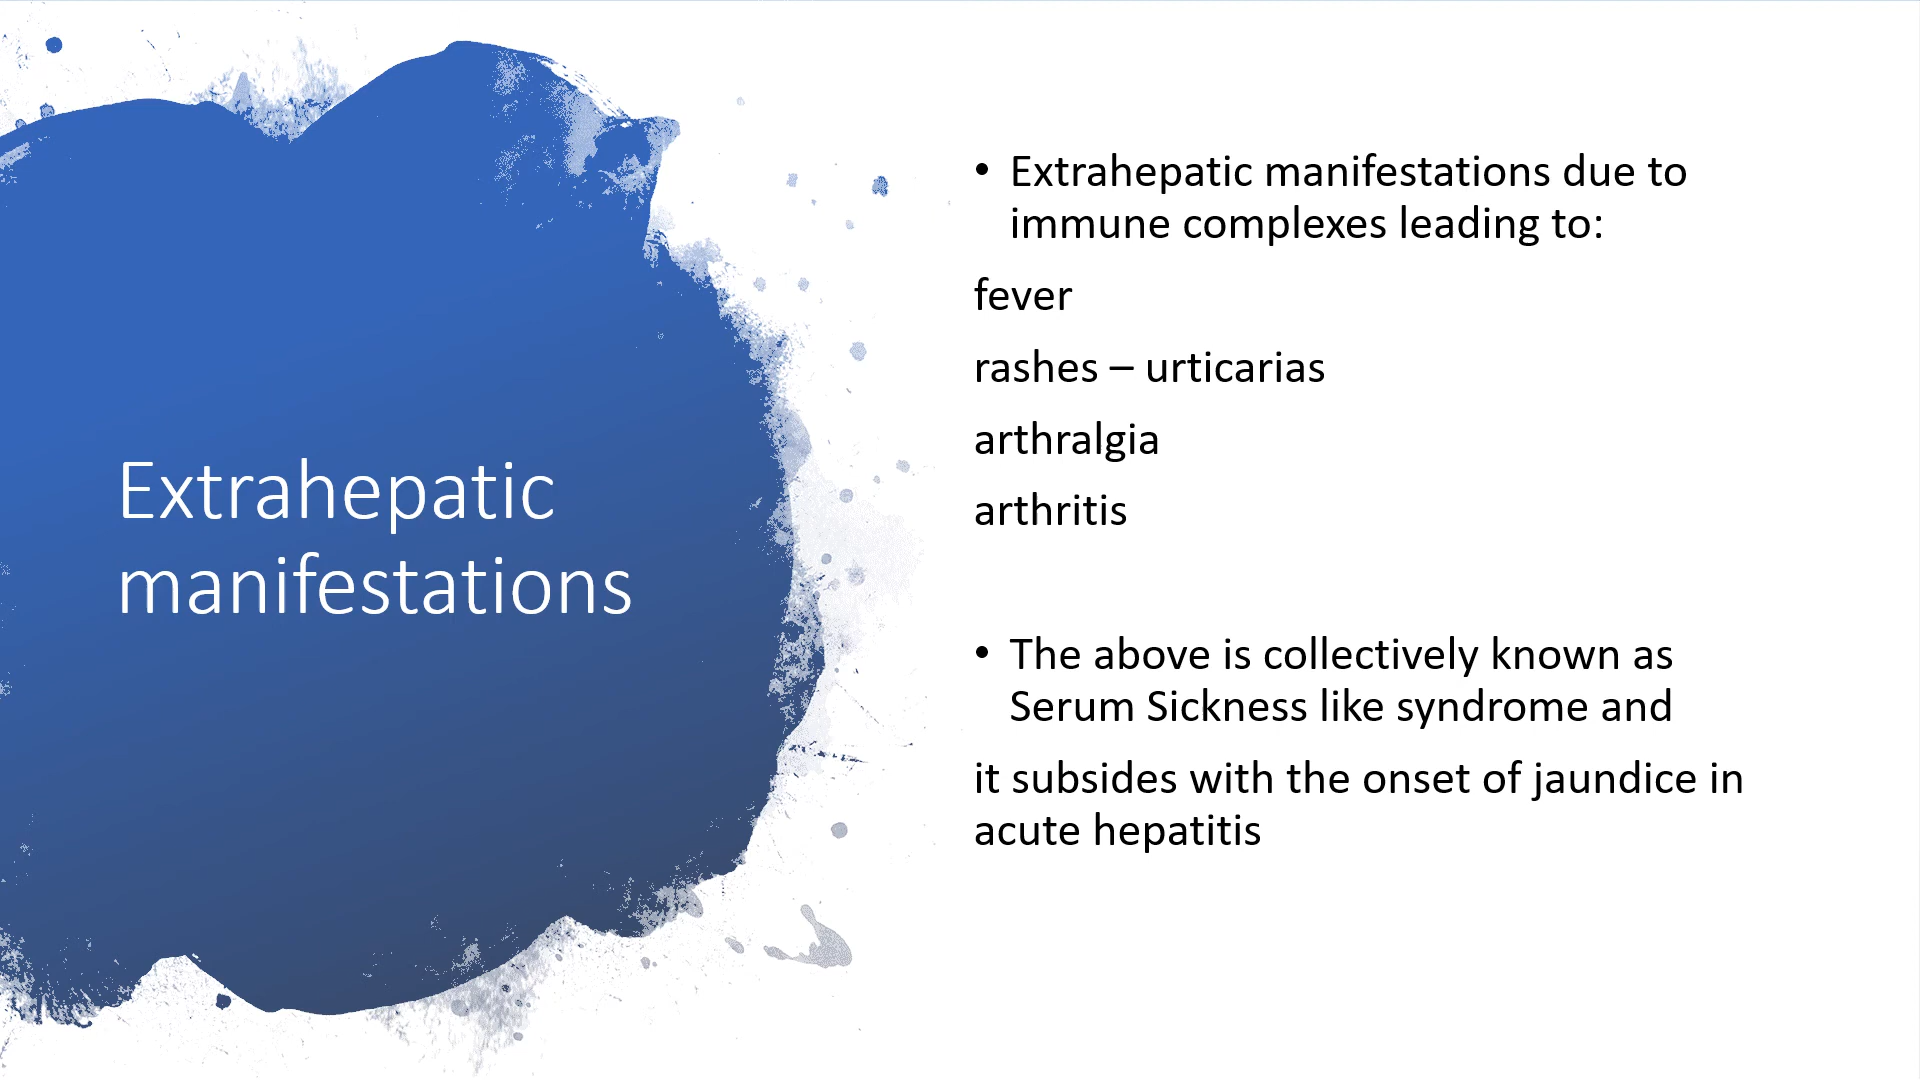 Extrahepatic
manifestations
• Extrahepatic manifestations due to
immune complexes leading to:
fever
rashes – urticarias
arthralgia
arthritis
• The above is collectively known as
Serum Sickness like syndrome and
it subsides with the onset of jaundice in
acute hepatitis